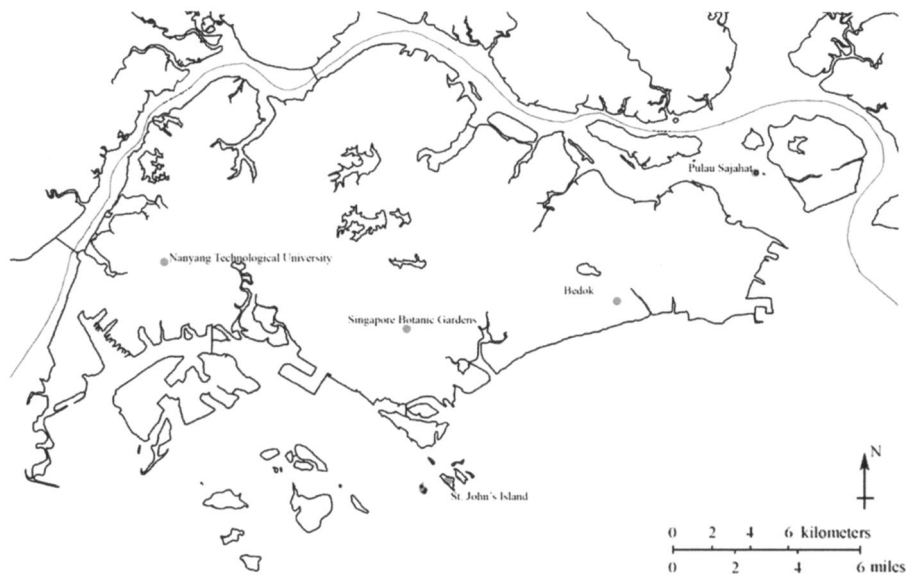 Pulau Sajahat
Nanyang Technological University
Bedok
Singapore Botanic Gardens
St. John's Island
N
0 2 4 6 kilometers
0 2 4 6 miles